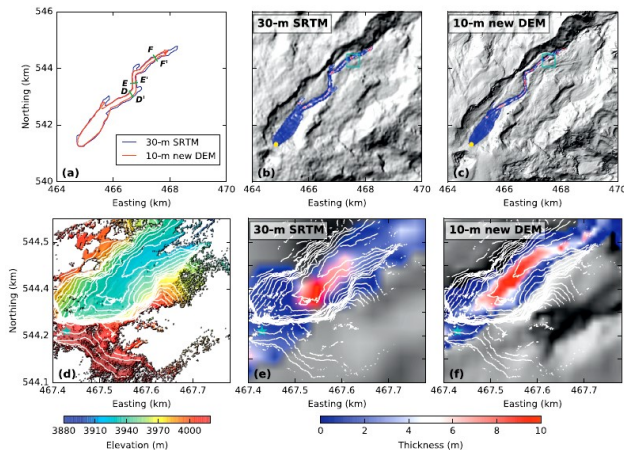 546
544
542
540
Northing (km)
F
F'
E
E'
D
D'
30-m SRTM
10-m new DEM
(a)
464
466
468
470
Easting (km)
30-m SRTM
(b)
464
466
468
470
Easting (km)
10-m new DEM
(c)
464
466
468
470
Easting (km)
544.5
544.4
544.2
544.1
Northing (km)
(d)
467.4
467.5
467.6
467.7
Easting (km)
30-m SRTM
(e)
467.4
467.5
467.6
467.7
Easting (km)
10-m new DEM
(f)
467.4
467.5
467.6
467.7
Easting (km)
3880 3910 3940 3970 4000
Elevation (m)
0 2 4 6 8 10
Thickness (m)